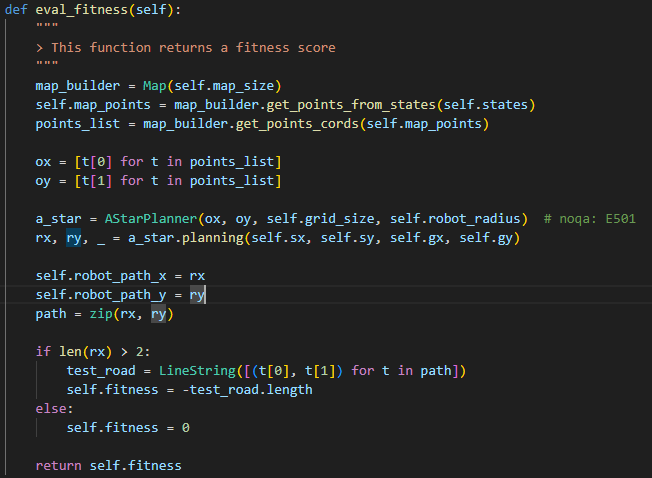 def eval_fitness(self):
    """
    > This function returns a fitness score
    """
    map_builder = Map(self.map_size)
    self.map_points = map_builder.get_points_from_states(self.states)
    points_list = map_builder.get_points_cords(self.map_points)

    ox = [t[0] for t in points_list]
    oy = [t[1] for t in points_list]

    a_star = AStarPlanner(ox, oy, self.grid_size, self.robot_radius)  # noqa: E501
    rx, ry, _ = a_star.planning(self.sx, self.sy, self.gx, self.gy)

    self.robot_path_x = rx
    self.robot_path_y = ry
    path = zip(rx, ry)

    if len(rx) > 2:
        test_road = LineString([(t[0], t[1]) for t in path])
        self.fitness = -test_road.length
    else:
        self.fitness = 0

    return self.fitness